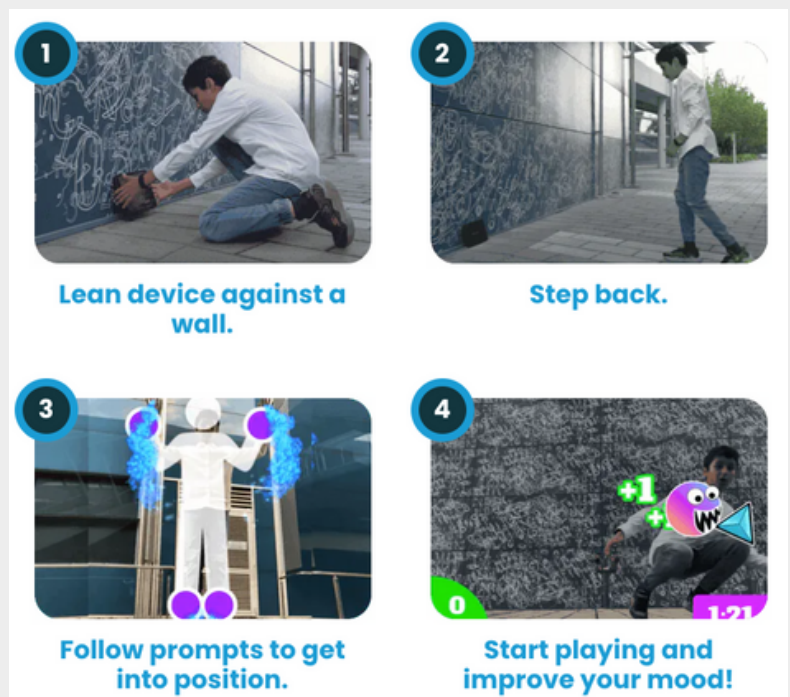 1
Lean device against a
wall.
2
Step back.
3
Follow prompts to get
into position.
4
+1
0
1:21
Start playing and
improve your mood!